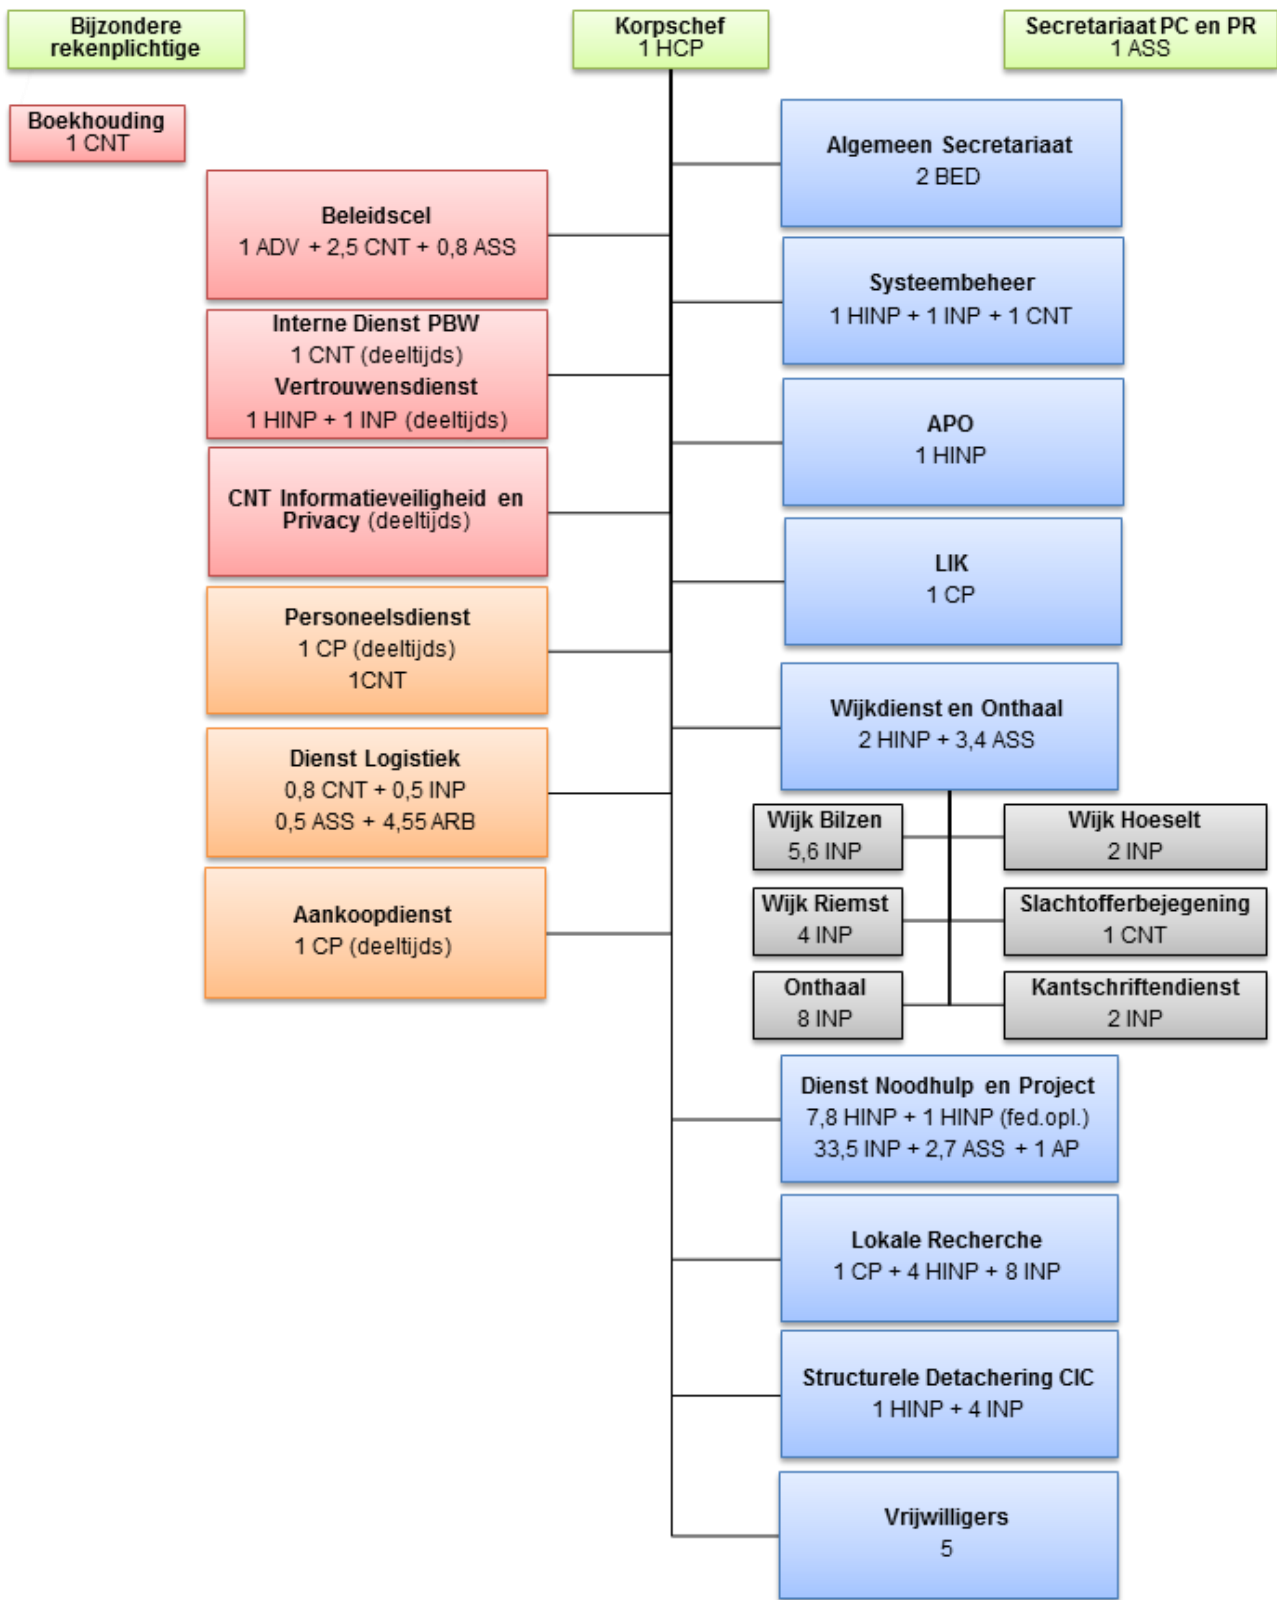 Bijzondere
rekenplichtige
Korpschef
1 HCP
Secretariaat PC en PR
1 ASS
Boekhouding
1 CNT
Beleidscel
1 ADV + 2,5 CNT + 0,8 ASS
Interne Dienst PBW
1 CNT (deeltijds)
Vertrouwensdienst
1 HINP + 1 INP (deeltijds)
CNT Informatieveiligheid en
Privacy (deeltijds)
Personeelsdienst
1 CP (deeltijds)
1CNT
Dienst Logistiek
0,8 CNT + 0,5 INP
0,5 ASS + 4,55 ARB
Aankoopdienst
1 CP (deeltijds)
Algemeen Secretariaat
2 BED
Systeembeheer
1 HINP + 1 INP + 1 CNT
APO
1 HINP
LIK
1 CP
Wijkdienst en Onthaal
2 HINP + 3,4 ASS
Wijk Bilzen
5,6 INP
Wijk Hoeselt
2 INP
Wijk Riemst
4 INP
Slachtofferbejegening
1 CNT
Onthaal
8 INP
Kantschriftendienst
2 INP
Dienst Noodhulp en Project
7,8 HINP + 1 HINP (fed.opl.)
33,5 INP + 2,7 ASS + 1 AP
Lokale Recherche
1 CP + 4 HINP + 8 INP
Structurele Detachering CIC
1 HINP + 4 INP
Vrijwilligers
5